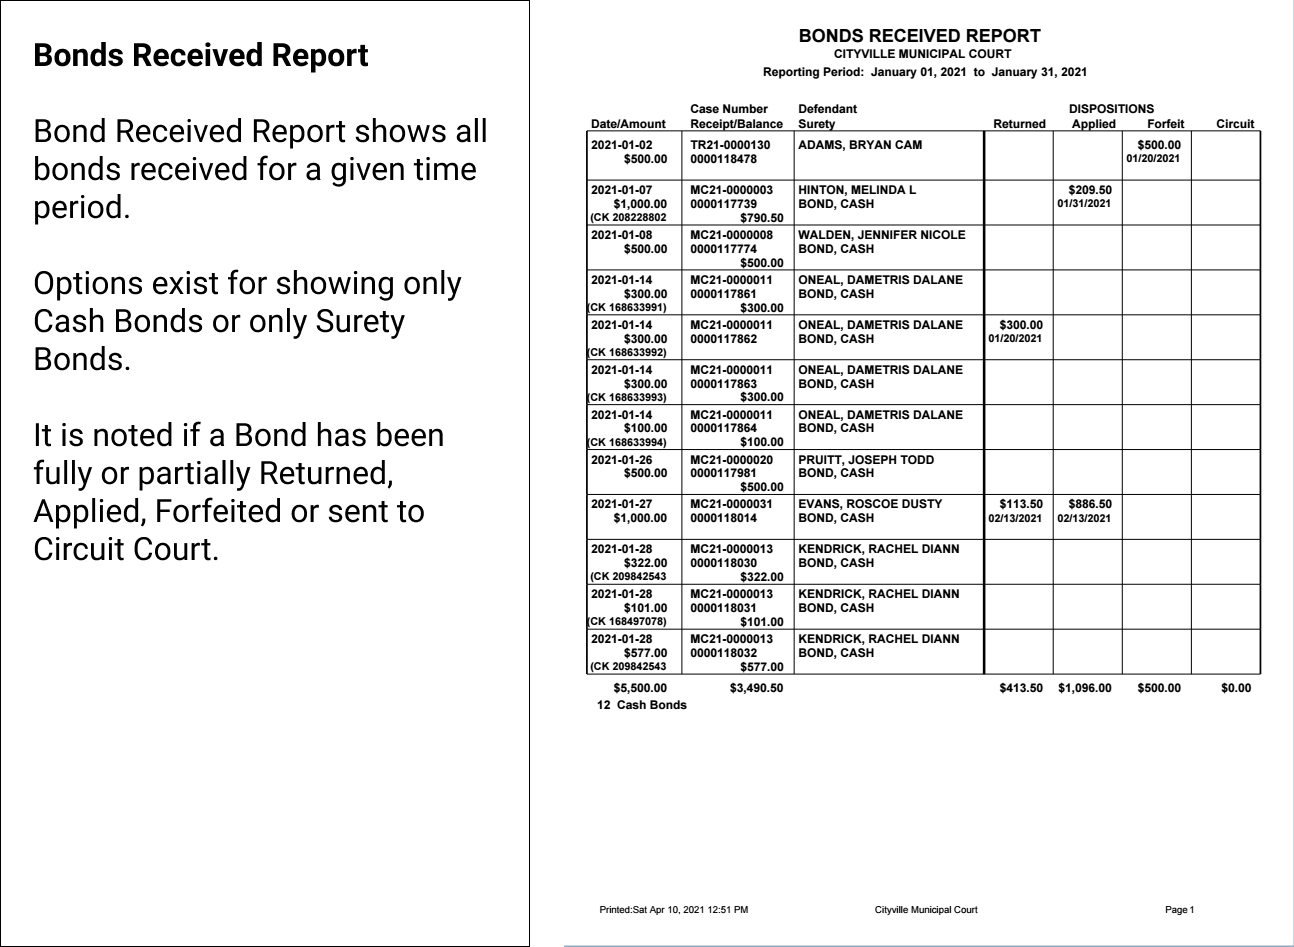 Bonds Received Report
Bond Received Report shows all
bonds received for a given time
period.
Options exist for showing only
Cash Bonds or only Surety
Bonds.
It is noted if a Bond has been
fully or partially Returned,
Applied, Forfeited or sent to
Circuit Court.
BONDS RECEIVED REPORT
CITYVILLE MUNICIPAL COURT
Reporting Period: January 01, 2021 to January 31, 2021
Case Number Defendant DISPOSITIONS
Date/Amount Receipt/Balance Surety Returned Applied Forfeit Circuit
2021-01-02 TR21-0000130 ADAMS, BRYAN CAM $500.00
$500.00 0000118478 01/20/2021
2021-01-07 MC21-0000003 HINTON, MELINDA L $209.50
$1,000.00 0000117739 BOND, CASH 01/31/2021
(CK 208228802 $790.50
2021-01-08 MC21-0000008 WALDEN, JENNIFER NICOLE
$500.00 0000117774 BOND, CASH
$500.00
2021-01-14 MC21-0000011 ONEAL, DAMETRIS DALANE
$300.00 0000117861 BOND, CASH
(CK 168633991) $300.00
2021-01-14 MC21-0000011 ONEAL, DAMETRIS DALANE $300.00
$300.00 0000117862 BOND, CASH 01/20/2021
(CK 168633992)
2021-01-14 MC21-0000011 ONEAL, DAMETRIS DALANE
$300.00 0000117863 BOND, CASH
(CK 168633993) $300.00
2021-01-14 MC21-0000011 ONEAL, DAMETRIS DALANE
$100.00 0000117864 BOND, CASH
(CK 168633994) $100.00
2021-01-26 MC21-0000020 PRUITT, JOSEPH TODD
$500.00 0000117981 BOND, CASH
$500.00
2021-01-27 MC21-0000031 EVANS, ROSCOE DUSTY $113.50 $886.50
$1,000.00 0000118014 BOND, CASH 02/13/2021 02/13/2021
2021-01-28 MC21-0000013 KENDRICK, RACHEL DIANN
$322.00 0000118030 BOND, CASH
(CK 209842543 $322.00
2021-01-28 MC21-0000013 KENDRICK, RACHEL DIANN
$101.00 0000118031 BOND, CASH
(CK 168497078) $101.00
2021-01-28 MC21-0000013 KENDRICK, RACHEL DIANN
$577.00 0000118032 BOND, CASH
(CK 209842543 $577.00
$5,500.00 $3,490.50 $413.50 $1,096.00 $500.00 $0.00
12 Cash Bonds
Printed:Sat Apr 10, 2021 12:51 PM Cityville Municipal Court Page 1